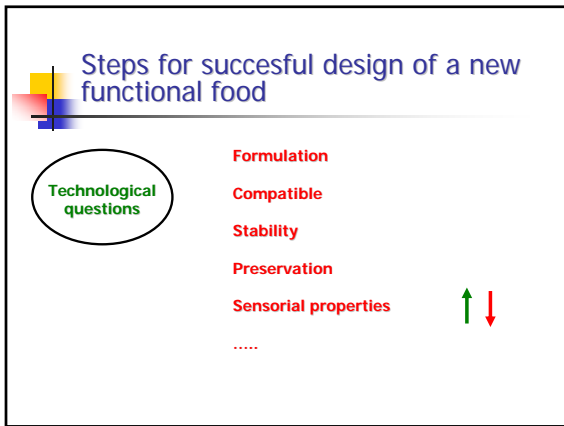 Steps for succesful design of a new
functional food
Technological
questions
Formulation
Compatible
Stability
Preservation
Sensorial properties
.....